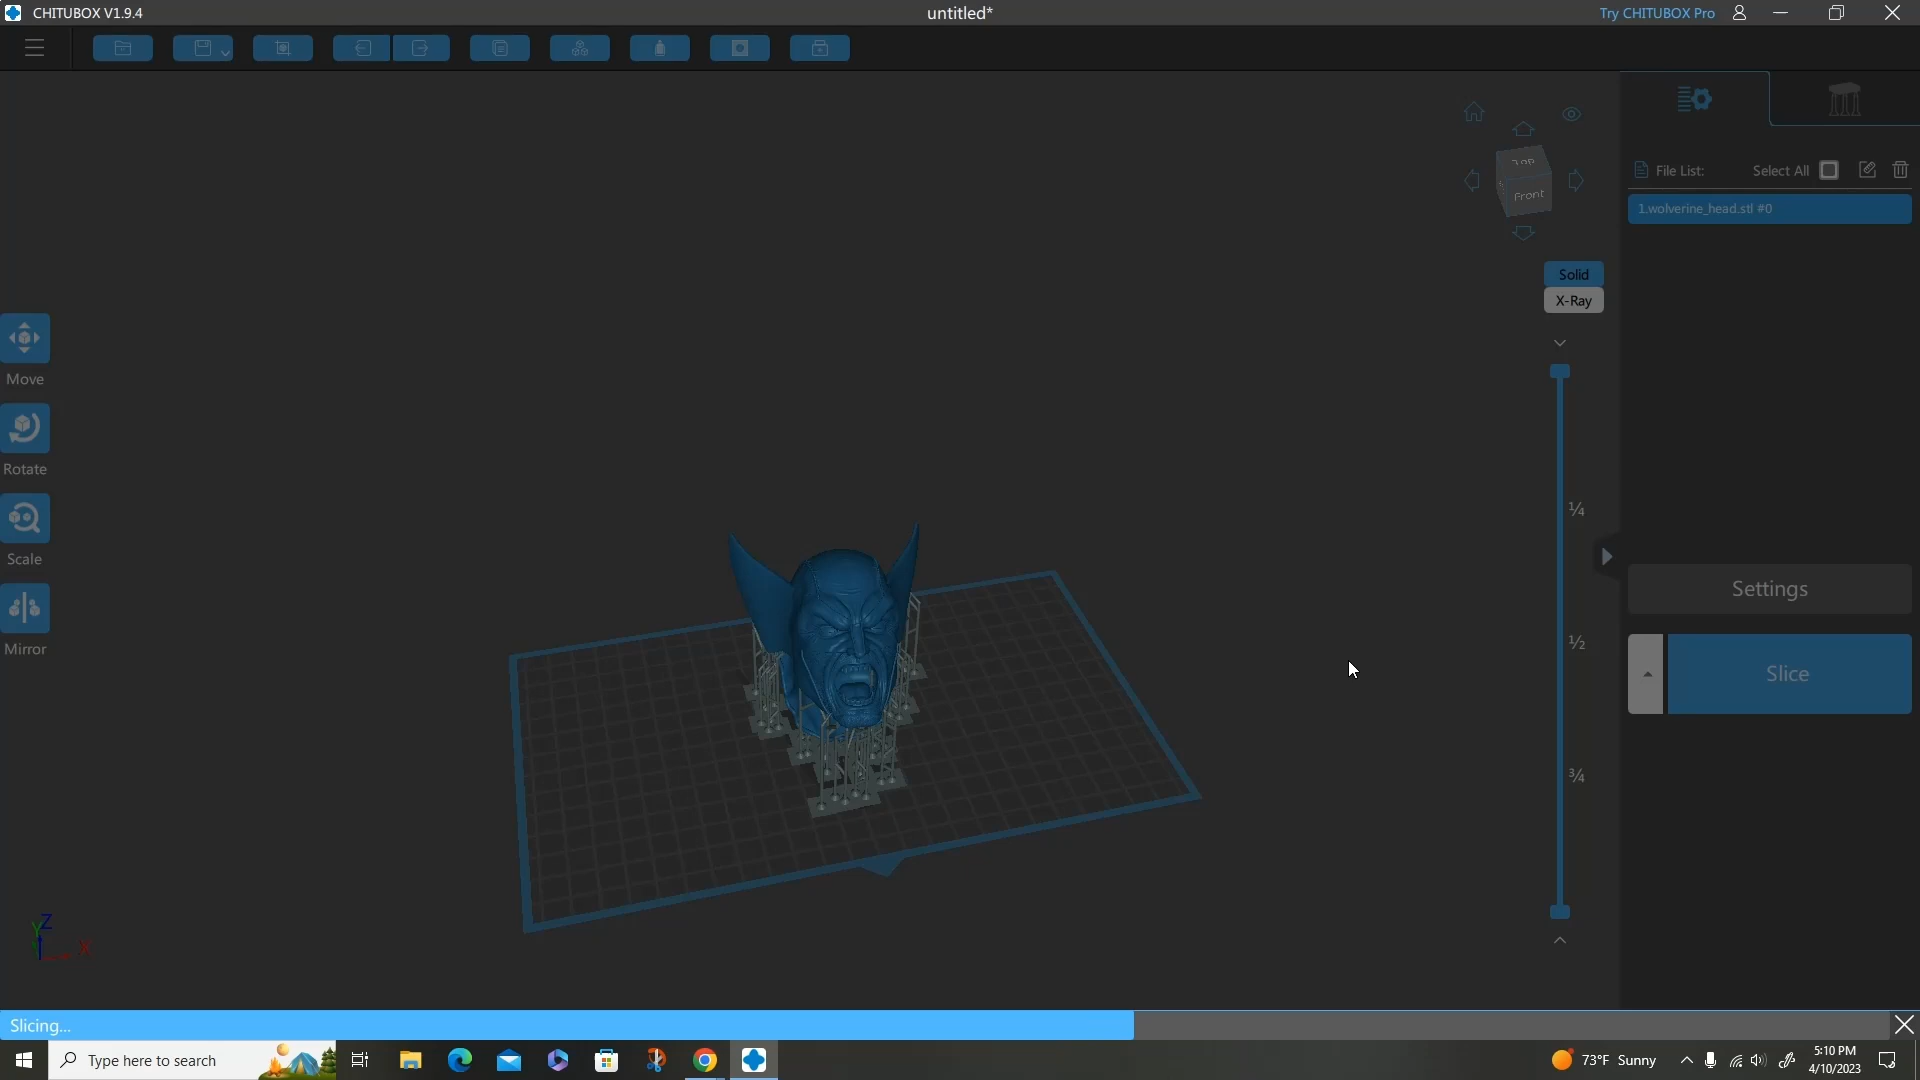 CHITUBOX V1.9.4
untitled*
Try CHITUBOX Pro
Top
Front
File List:
Select All
1.wolverine_head.stl #0
Solid
X-Ray
Move
Rotate
Scale
Mirror
¼
½
¾
Settings
Slice
Z
Y
X
Slicing...
Type here to search
73°F Sunny
5:10 PM
4/10/2023